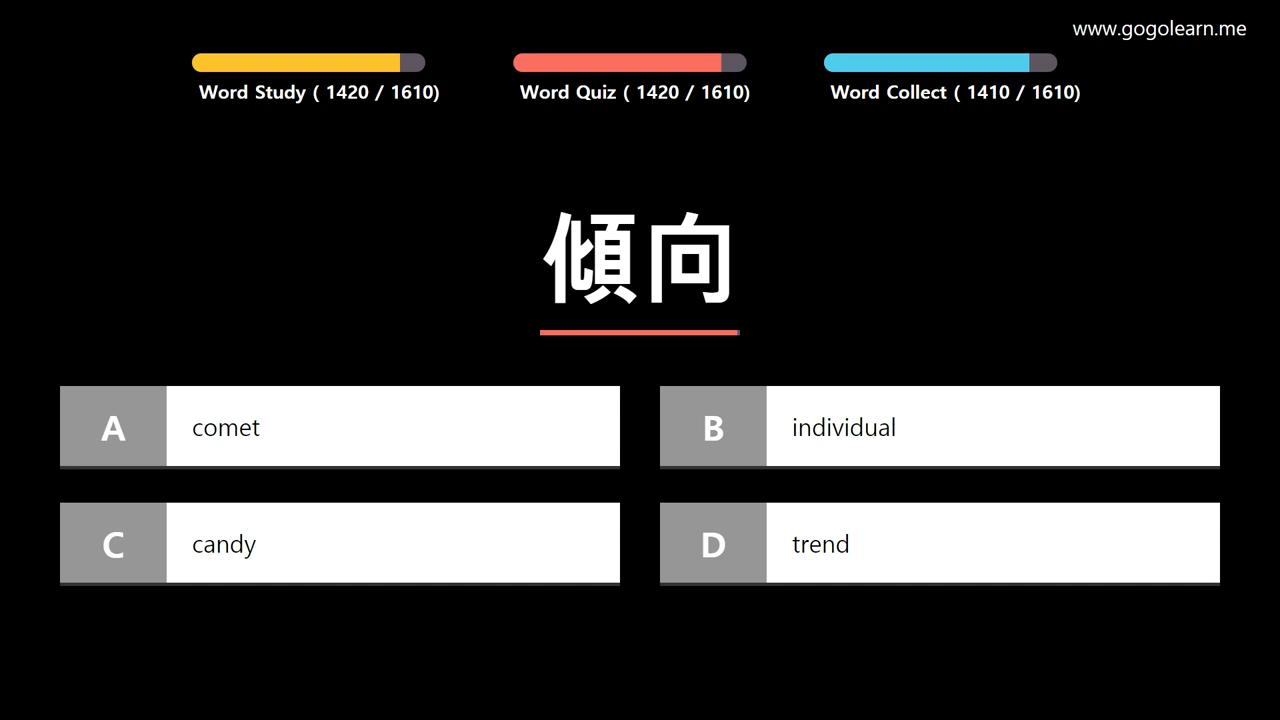 www.gogolearn.me
Word Study ( 1420 / 1610)
Word Quiz ( 1420 / 1610)
Word Collect ( 1410 / 1610)
傾向
A comet
B individual
C candy
D trend